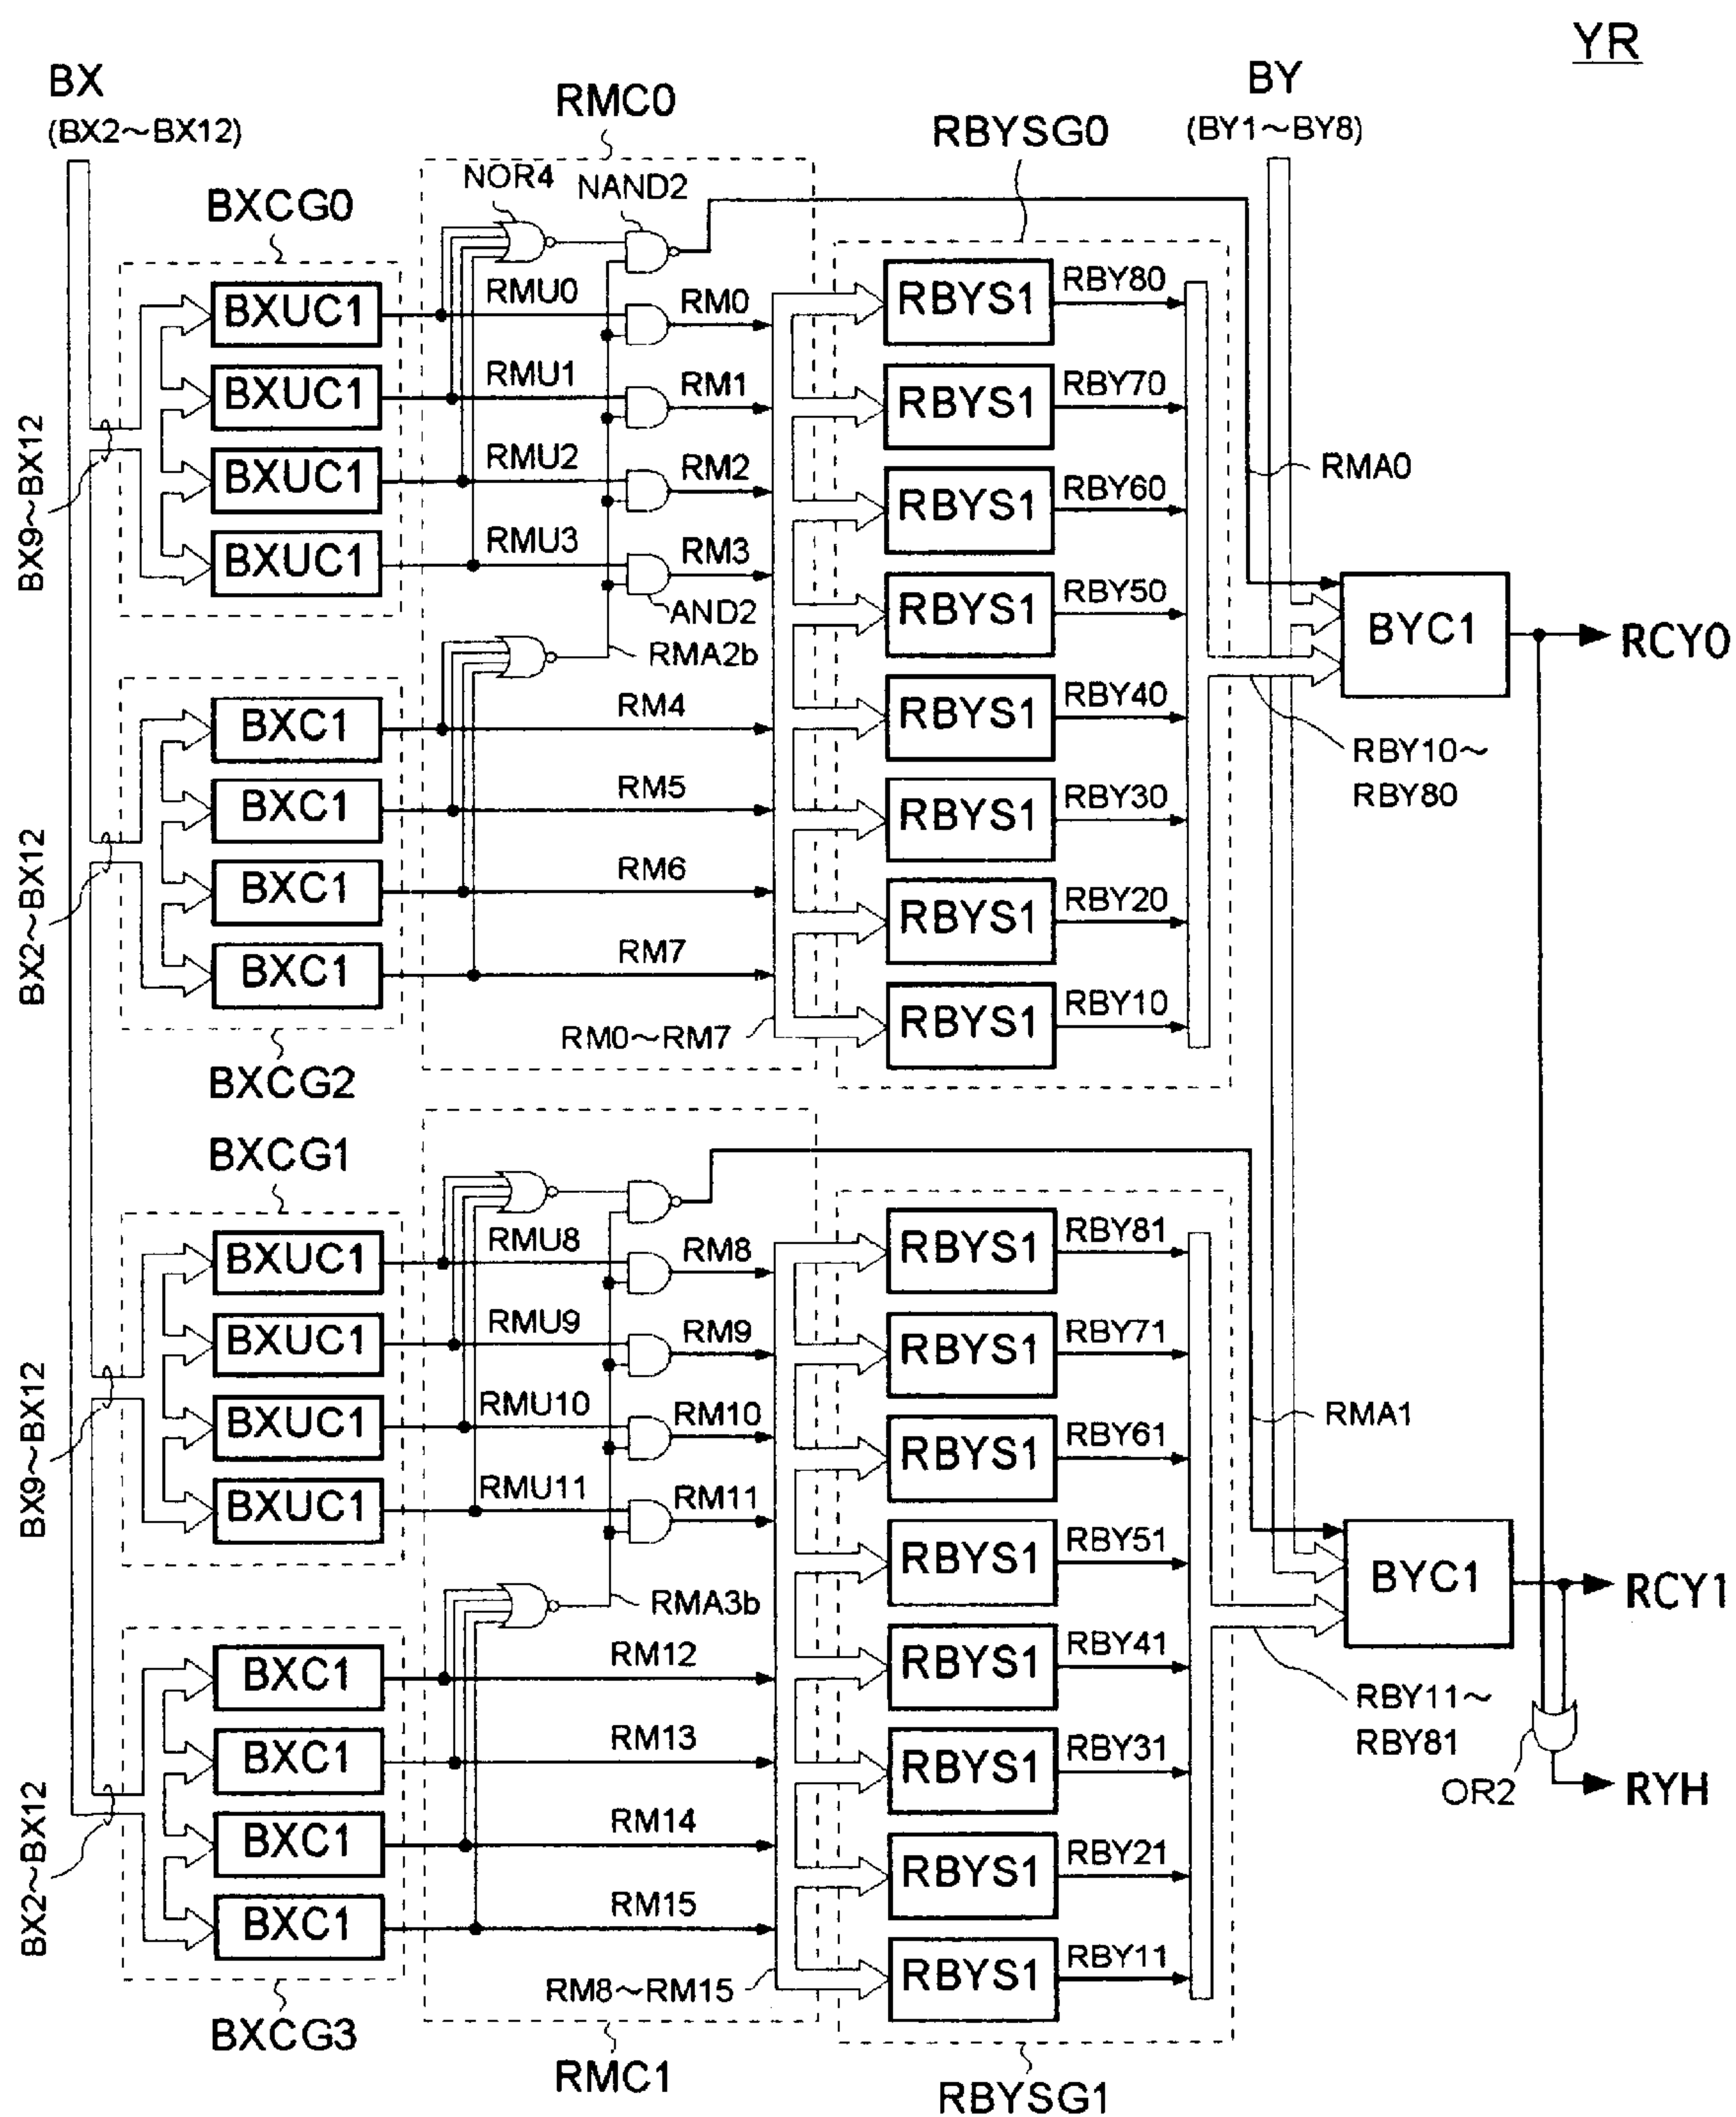 YR
BX
(BX2~BX12)
RMC0
BY
(BY1~BY8)
RBYSG0
NOR4
NAND2
BXCG0
BXUC1
RMU0
RM0
RBYS1
RBY80
BXUC1
RMU1
RM1
RBYS1
RBY70
BX9~BX12
BXUC1
RMU2
RM2
RBYS1
RBY60
RMA0
BXUC1
RMU3
RM3
RBYS1
RBY50
AND2
BYC1
RCY0
RMA2b
BXC1
RM4
RBYS1
RBY40
RBY10~
RBY80
BXC1
RM5
RBYS1
RBY30
BX2~BX12
BXC1
RM6
RBYS1
RBY20
BXC1
RM7
RBYS1
RBY10
RM0~RM7
BXCG2
BXCG1
BXUC1
RMU8
RM8
RBYS1
RBY81
BXUC1
RMU9
RM9
RBYS1
RBY71
BX9~BX12
BXUC1
RMU10
RM10
RBYS1
RBY61
RMA1
BXUC1
RMU11
RM11
RBYS1
RBY51
BYC1
RCY1
RMA3b
BXC1
RM12
RBYS1
RBY41
RBY11~
RBY81
BXC1
RM13
RBYS1
RBY31
OR2
RYH
BX2~BX12
BXC1
RM14
RBYS1
RBY21
BXC1
RM15
RBYS1
RBY11
RM8~RM15
BXCG3
RMC1
RBYSG1